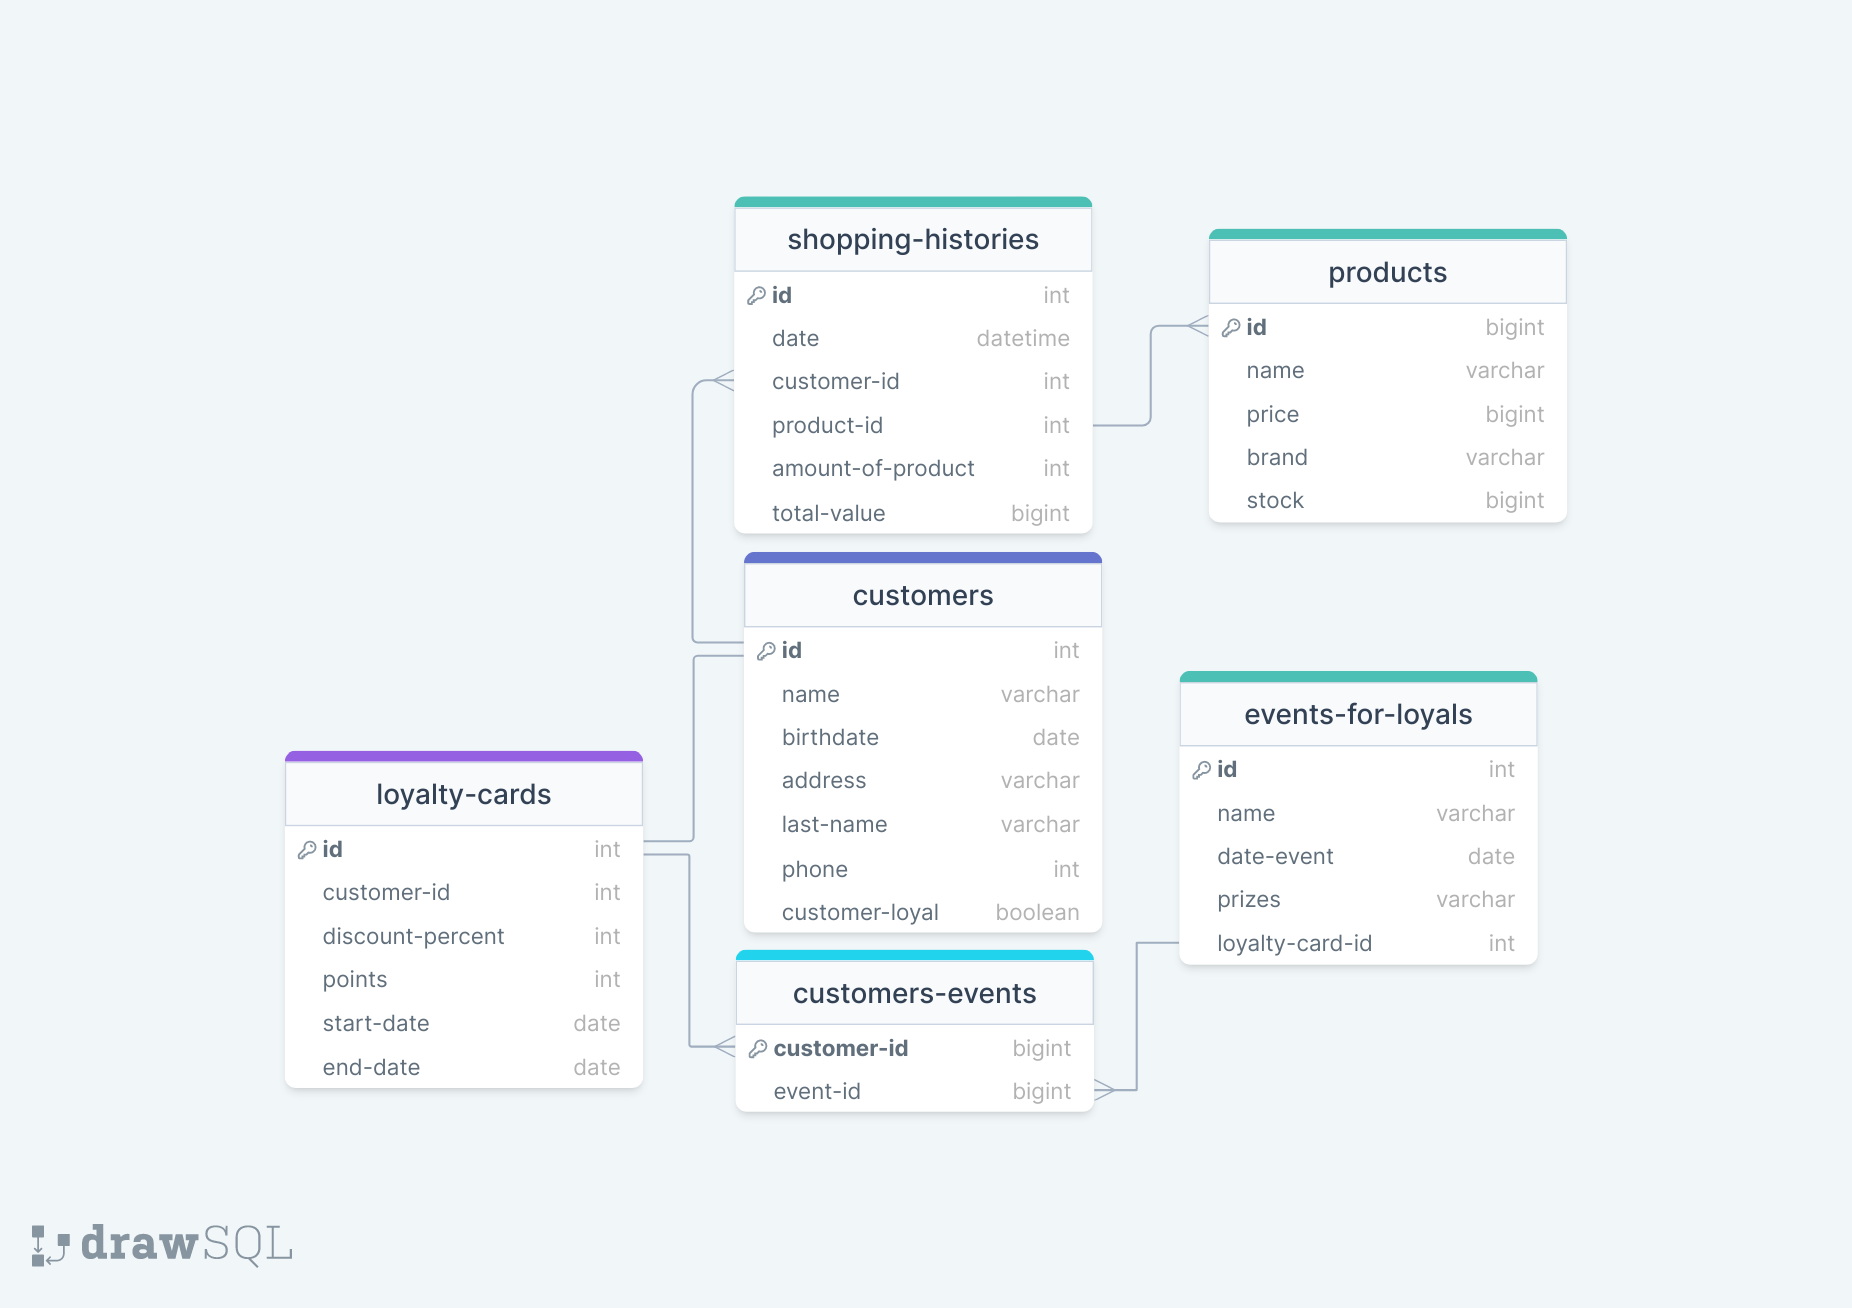 shopping-histories
id int
date datetime
customer-id int
product-id int
amount-of-product int
total-value bigint
products
id bigint
name varchar
price bigint
brand varchar
stock bigint
customers
id int
name varchar
birthdate date
address varchar
last-name varchar
phone int
customer-loyal boolean
events-for-loyals
id int
name varchar
date-event date
prizes varchar
loyalty-card-id int
loyalty-cards
id int
customer-id int
discount-percent int
points int
start-date date
end-date date
customers-events
customer-id bigint
event-id bigint
drawSQL